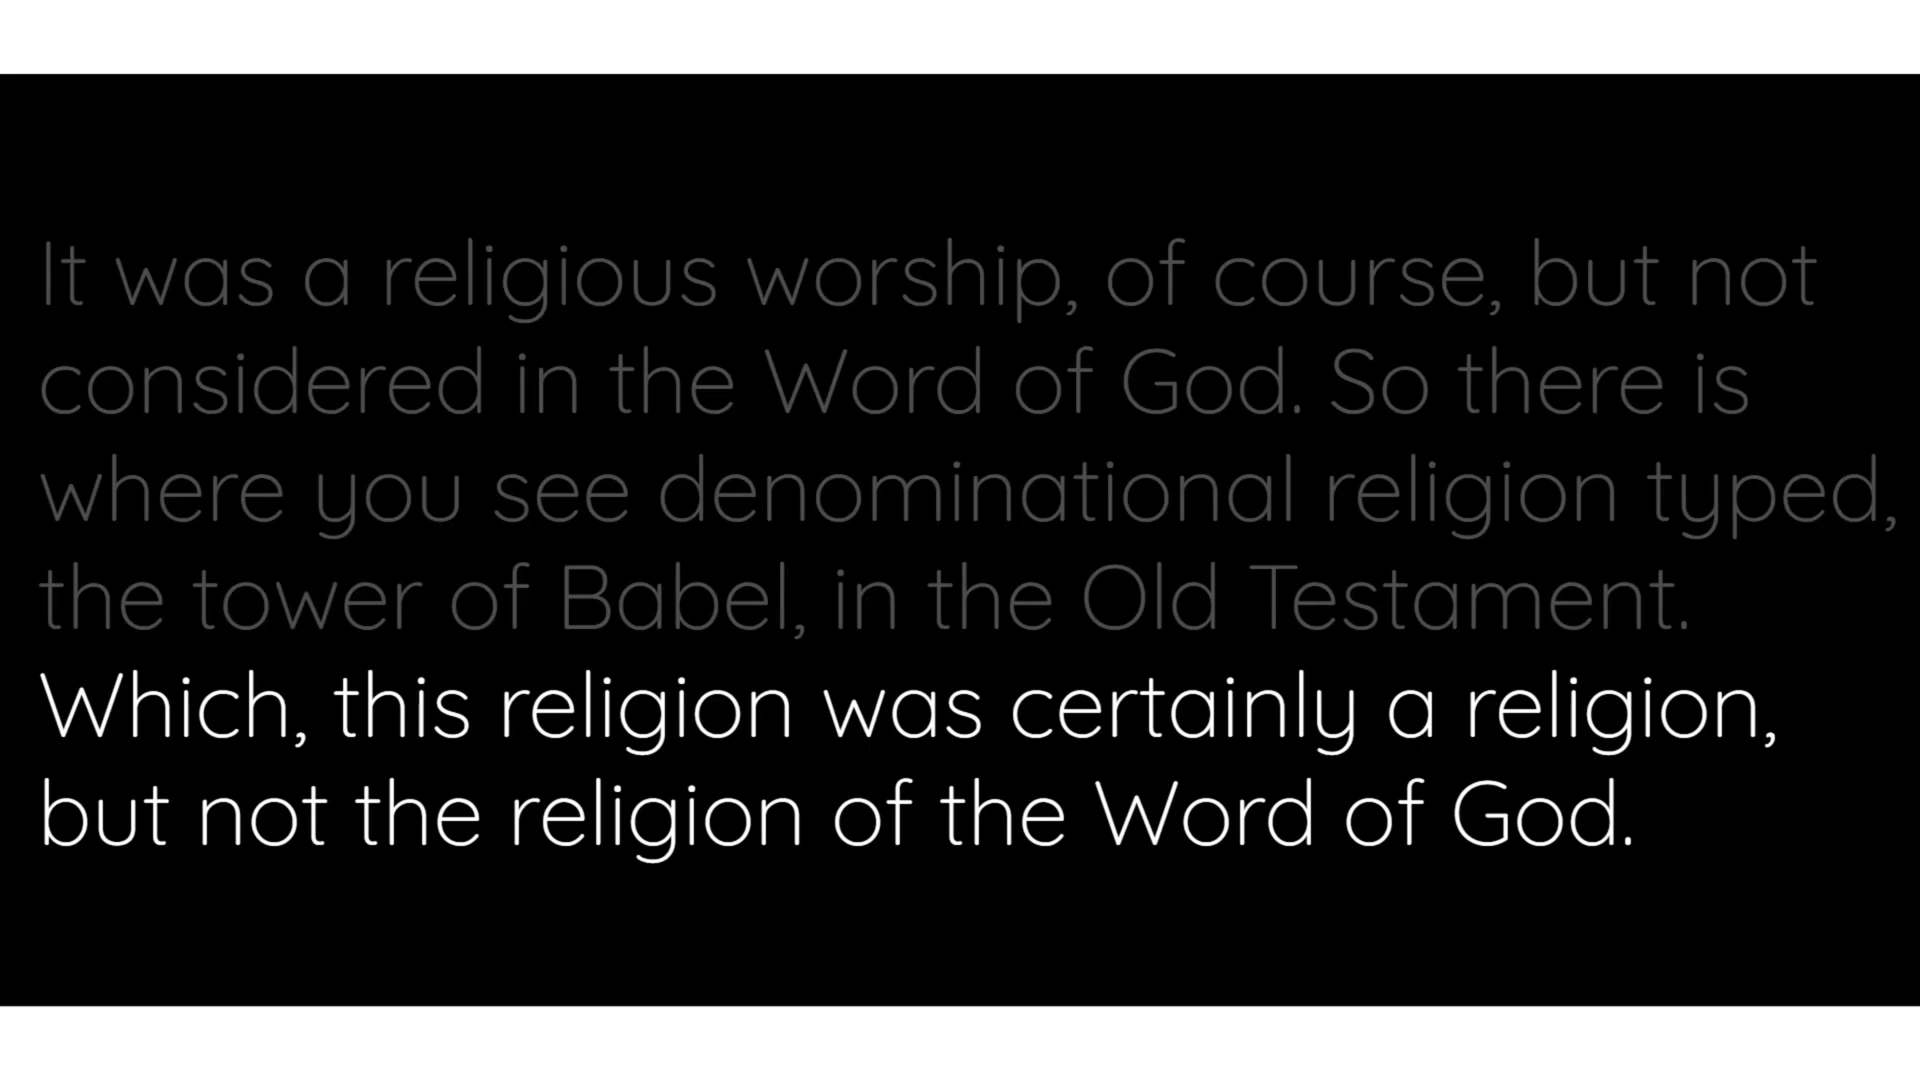 It was a religious worship, of course, but not
considered in the Word of God. So there is
where you see denominational religion typed,
the tower of Babel, in the Old Testament.
Which, this religion was certainly a religion,
but not the religion of the Word of God.